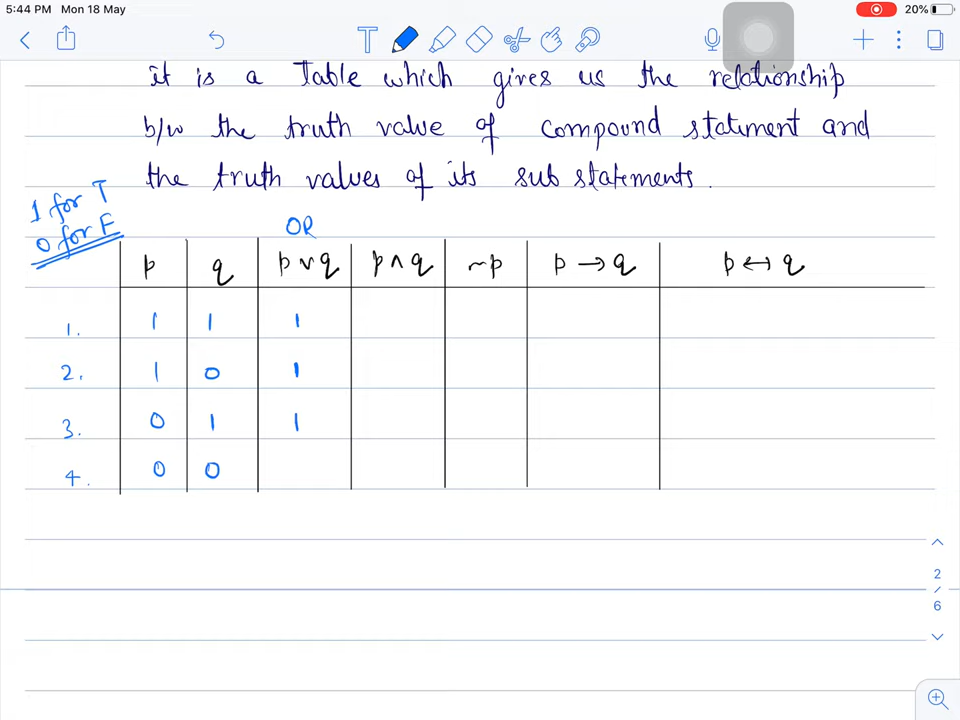 5:44 PM Mon 18 May 20%
it is a Table which gives us the relationship
b/w the truth value of compound statement and
the truth values of its sub statements.
1 for T
0 for F
OR
p q p ∨ q p ∧ q ~p p → q p ↔ q
1. 1 1 1
2. 1 0 1
3. 0 1 1
4. 0 0
2
/
6